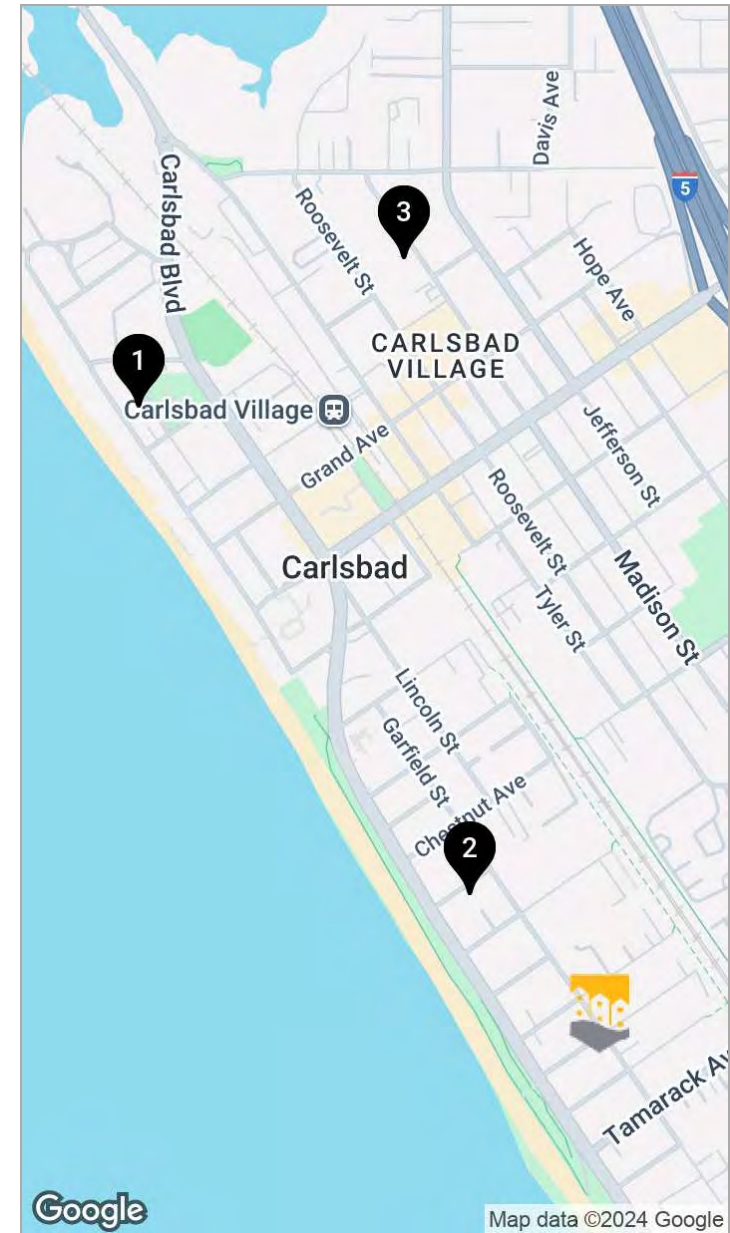 Davis Ave
5
Carlsbad Blvd
Roosevelt St
3
Hope Ave
CARLSBAD
VILLAGE
1
Carlsbad Village
Grand Ave
Jefferson St
Roosevelt St
Madison St
Carlsbad
Tyler St
Lincoln St
Garfield St
Chestnut Ave
2
Tamarack Av
Google
Map data ©2024 Google